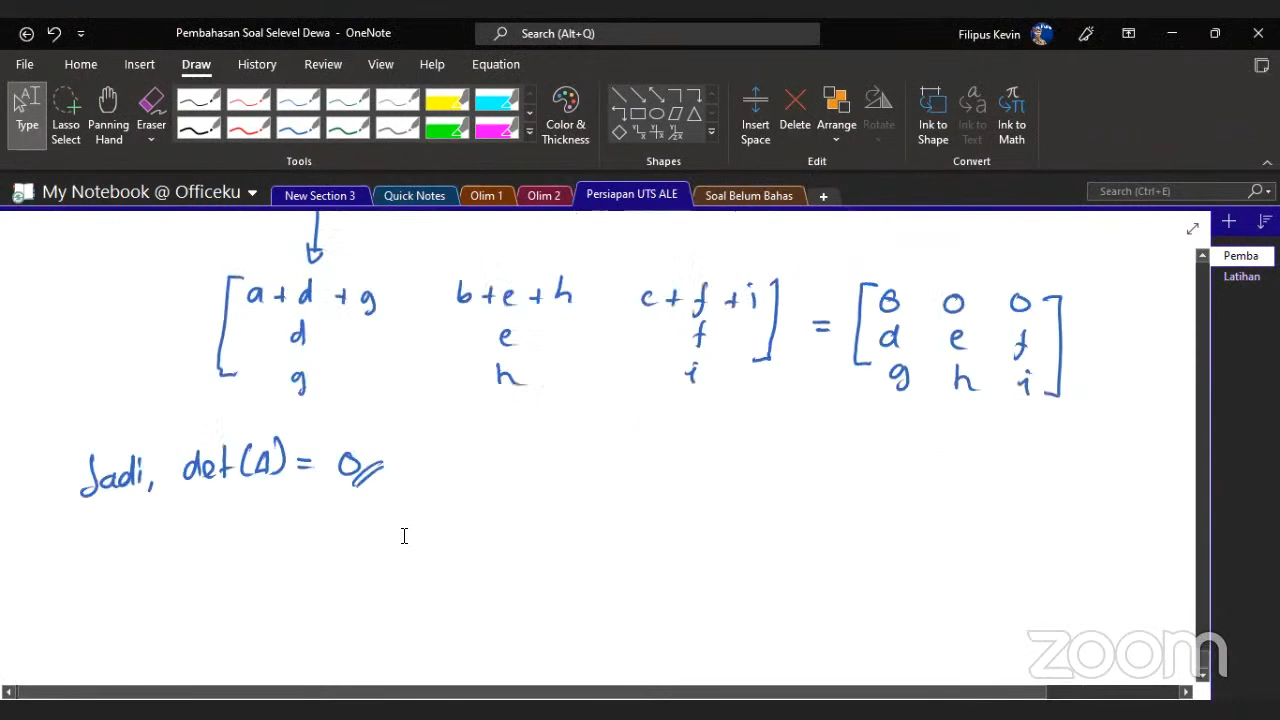 Pembahasan Soal Selevel Dewa - OneNote
Search (Alt+Q)
Filipus Kevin
File Home Insert Draw History Review View Help Equation
Type
Lasso Select
Panning Hand
Eraser
Color & Thickness
Insert Space
Delete
Arrange
Rotate
Ink to Shape
Ink to Text
Ink to Math
Tools
Shapes
Edit
Convert
My Notebook @ Officeku
New Section 3
Quick Notes
Olim 1
Olim 2
Persiapan UTS ALE
Soal Belum Bahas
Search (Ctrl+E)
Pemba
Latihan
a+d+g b+e+h c+f+i = 0 0 0
d e f d e f
g h i g h i
Jadi, det(A) = 0
zoom